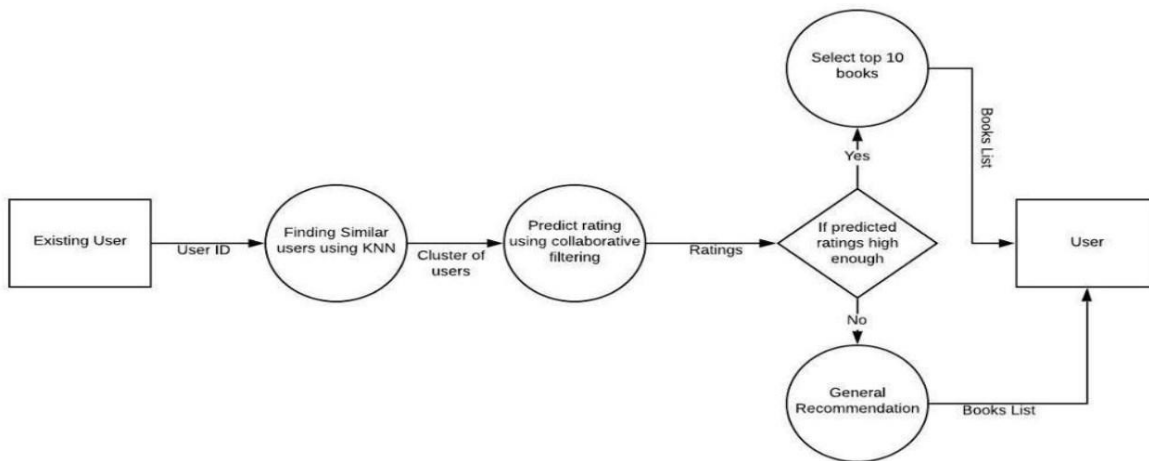 Existing User
User ID
Finding Similar
users using KNN
Cluster of
users
Predict rating
using collaborative
filtering
Ratings
If predicted
ratings high
enough
Yes
Select top 10
books
Books List
No
General
Recommendation
Books List
User